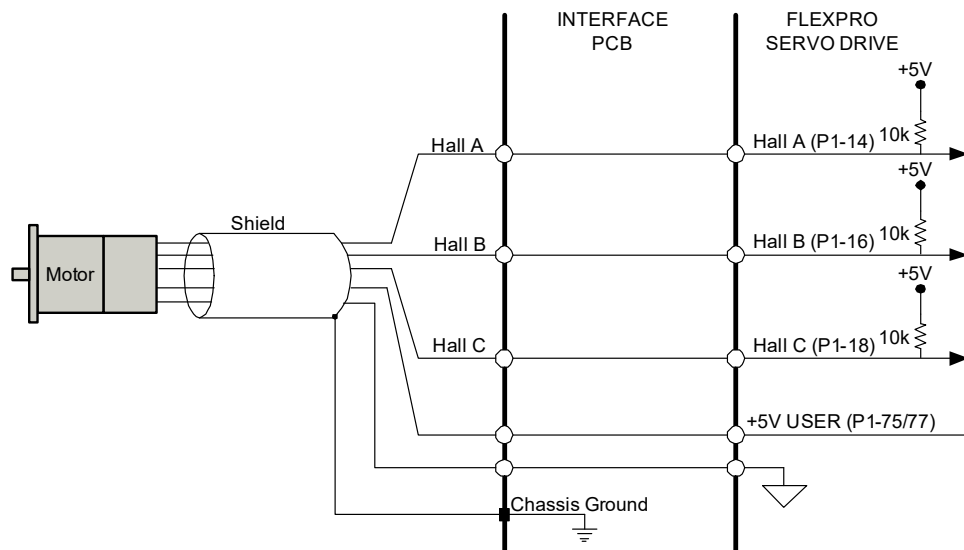 INTERFACE
PCB
FLEXPRO
SERVO DRIVE
+5V
Hall A
Hall A (P1-14)
10k
+5V
Shield
Hall B
Hall B (P1-16)
10k
Motor
+5V
Hall C
Hall C (P1-18)
10k
+5V USER (P1-75/77)
Chassis Ground